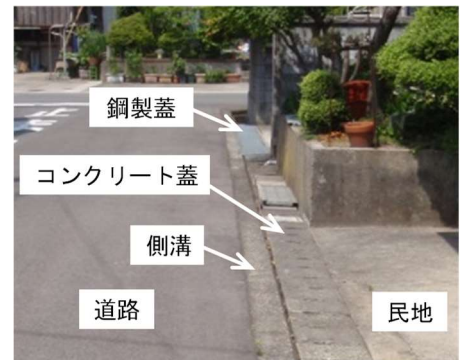 鋼製蓋
コンクリート蓋
側溝
道路
民地